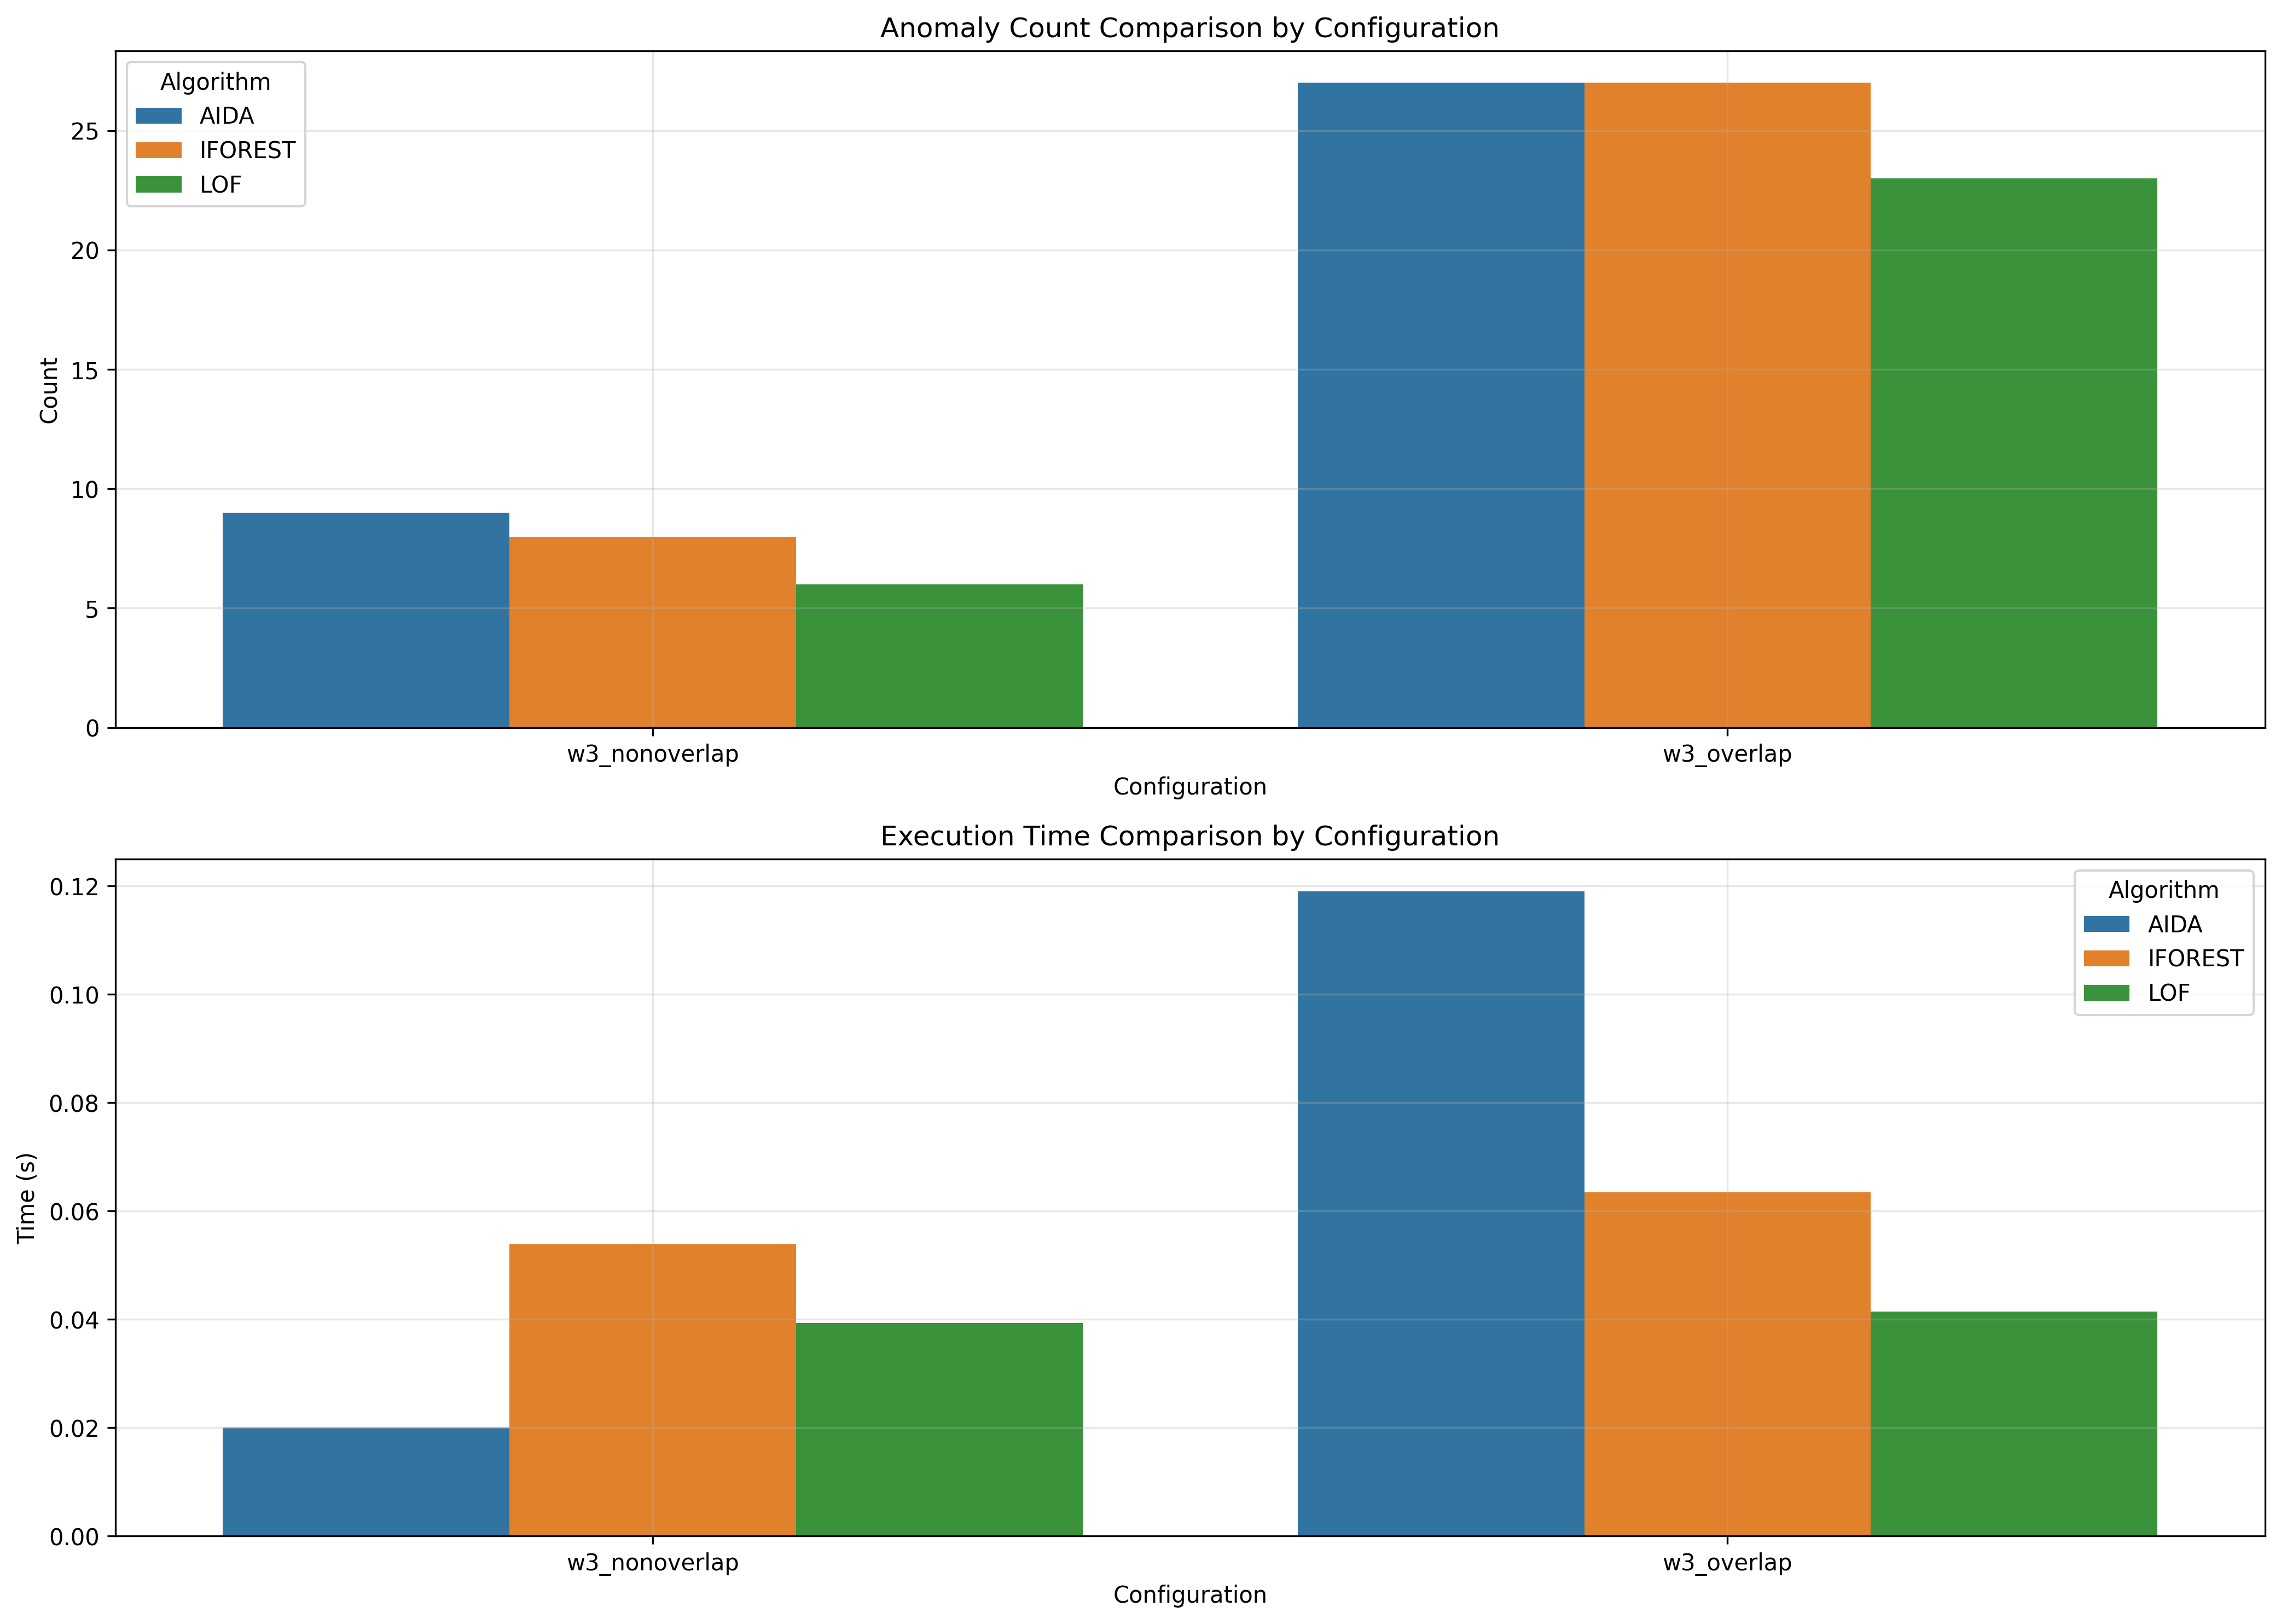 Anomaly Count Comparison by Configuration
Algorithm
AIDA
IFOREST
LOF
25
20
15
10
5
0
Count
w3_nonoverlap
w3_overlap
Configuration
Execution Time Comparison by Configuration
Algorithm
AIDA
IFOREST
LOF
0.12
0.10
0.08
0.06
0.04
0.02
0.00
Time (s)
w3_nonoverlap
w3_overlap
Configuration